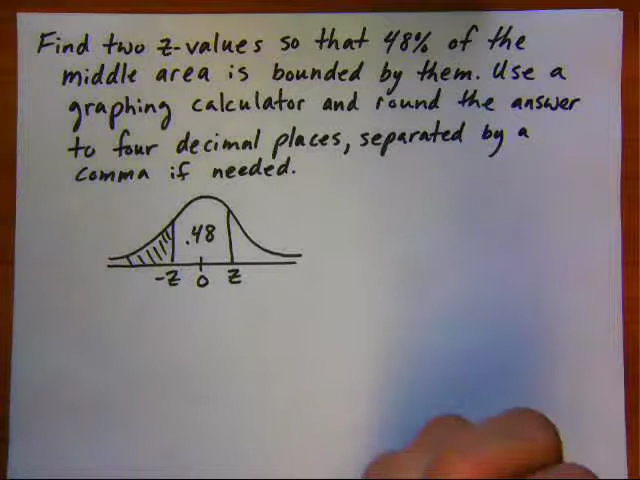 Find two z-values so that 48% of the
middle area is bounded by them. Use a
graphing calculator and round the answer
to four decimal places, separated by a
comma if needed.
.48
-z 0 z